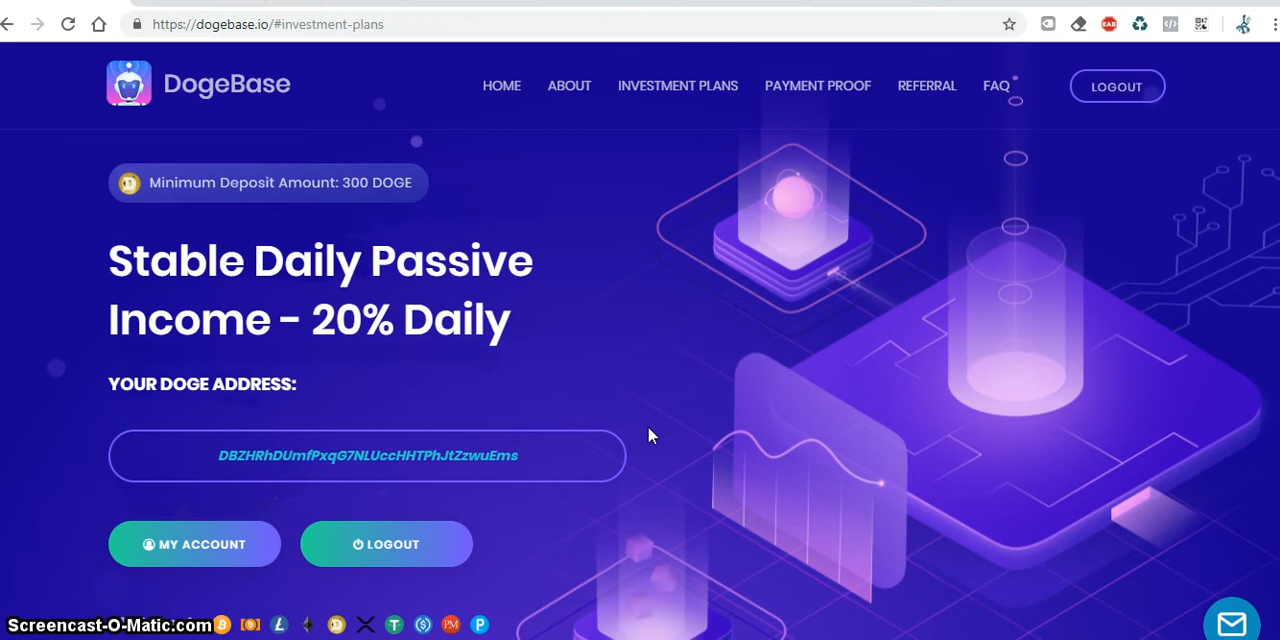 https://dogebase.io/#investment-plans
EAB
DogeBase
HOME ABOUT INVESTMENT PLANS PAYMENT PROOF REFERRAL FAQ LOGOUT
Minimum Deposit Amount: 300 DOGE
Stable Daily Passive
Income - 20% Daily
YOUR DOGE ADDRESS:
DBZHRhDUmfPxqG7NLUccHHTPhJtZzwuEms
MY ACCOUNT LOGOUT
Screencast-O-Matic.com